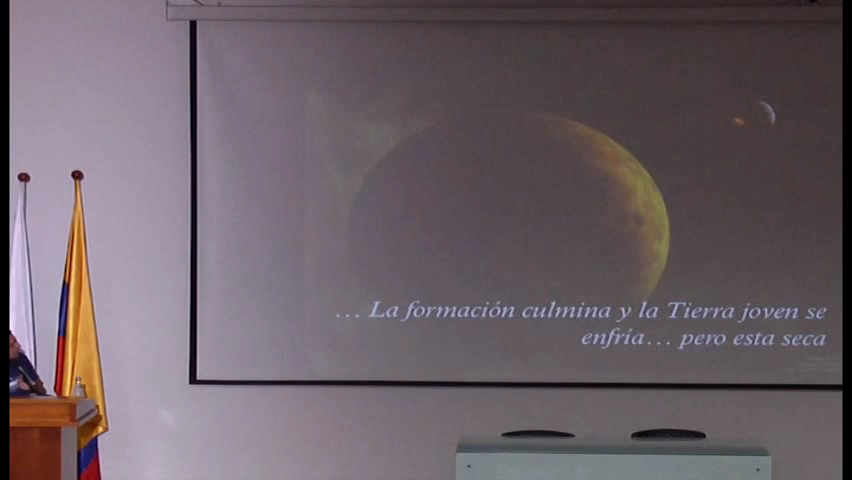 ... La formación culmina y la Tierra joven se
enfría... pero esta seca